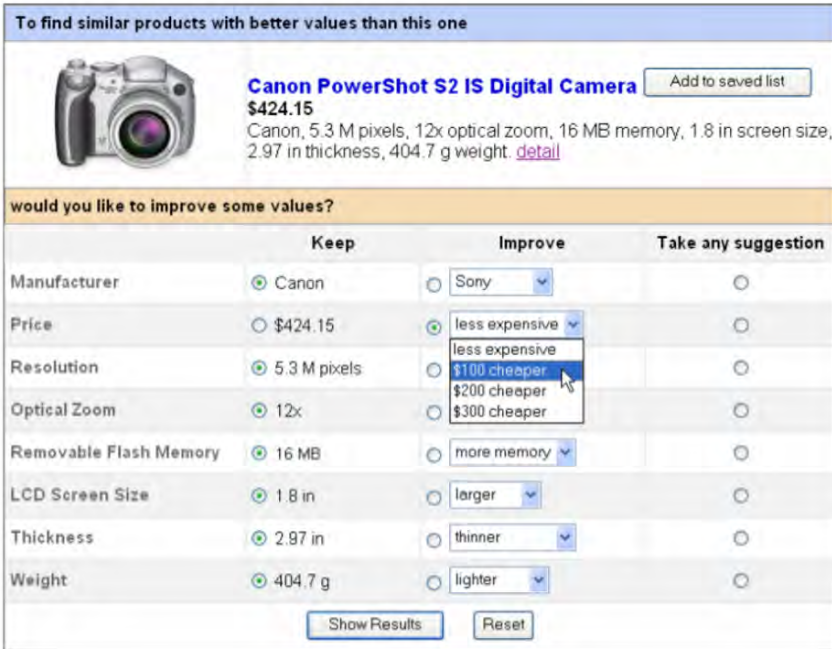 To find similar products with better values than this one
Canon PowerShot S2 IS Digital Camera Add to saved list
$424.15
Canon, 5.3 M pixels, 12x optical zoom, 16 MB memory, 1.8 in screen size,
2.97 in thickness, 404.7 g weight. detail
would you like to improve some values?
Keep Improve Take any suggestion
Manufacturer Canon Sony
Price $424.15 less expensive
less expensive
Resolution 5.3 M pixels $100 cheaper
$200 cheaper
Optical Zoom 12x $300 cheaper
Removable Flash Memory 16 MB more memory
LCD Screen Size 1.8 in larger
Thickness 2.97 in thinner
Weight 404.7 g lighter
Show Results Reset